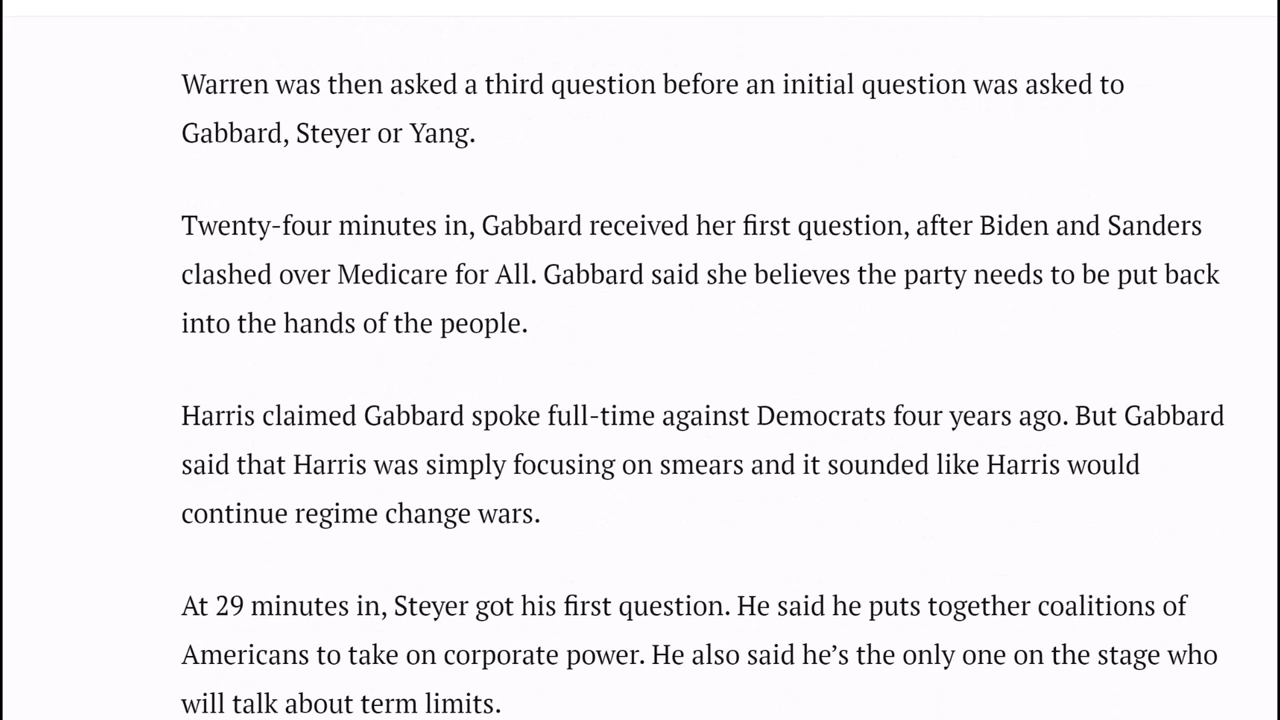 Warren was then asked a third question before an initial question was asked to
Gabbard, Steyer or Yang.
Twenty-four minutes in, Gabbard received her first question, after Biden and Sanders
clashed over Medicare for All. Gabbard said she believes the party needs to be put back
into the hands of the people.
Harris claimed Gabbard spoke full-time against Democrats four years ago. But Gabbard
said that Harris was simply focusing on smears and it sounded like Harris would
continue regime change wars.
At 29 minutes in, Steyer got his first question. He said he puts together coalitions of
Americans to take on corporate power. He also said he’s the only one on the stage who
will talk about term limits.